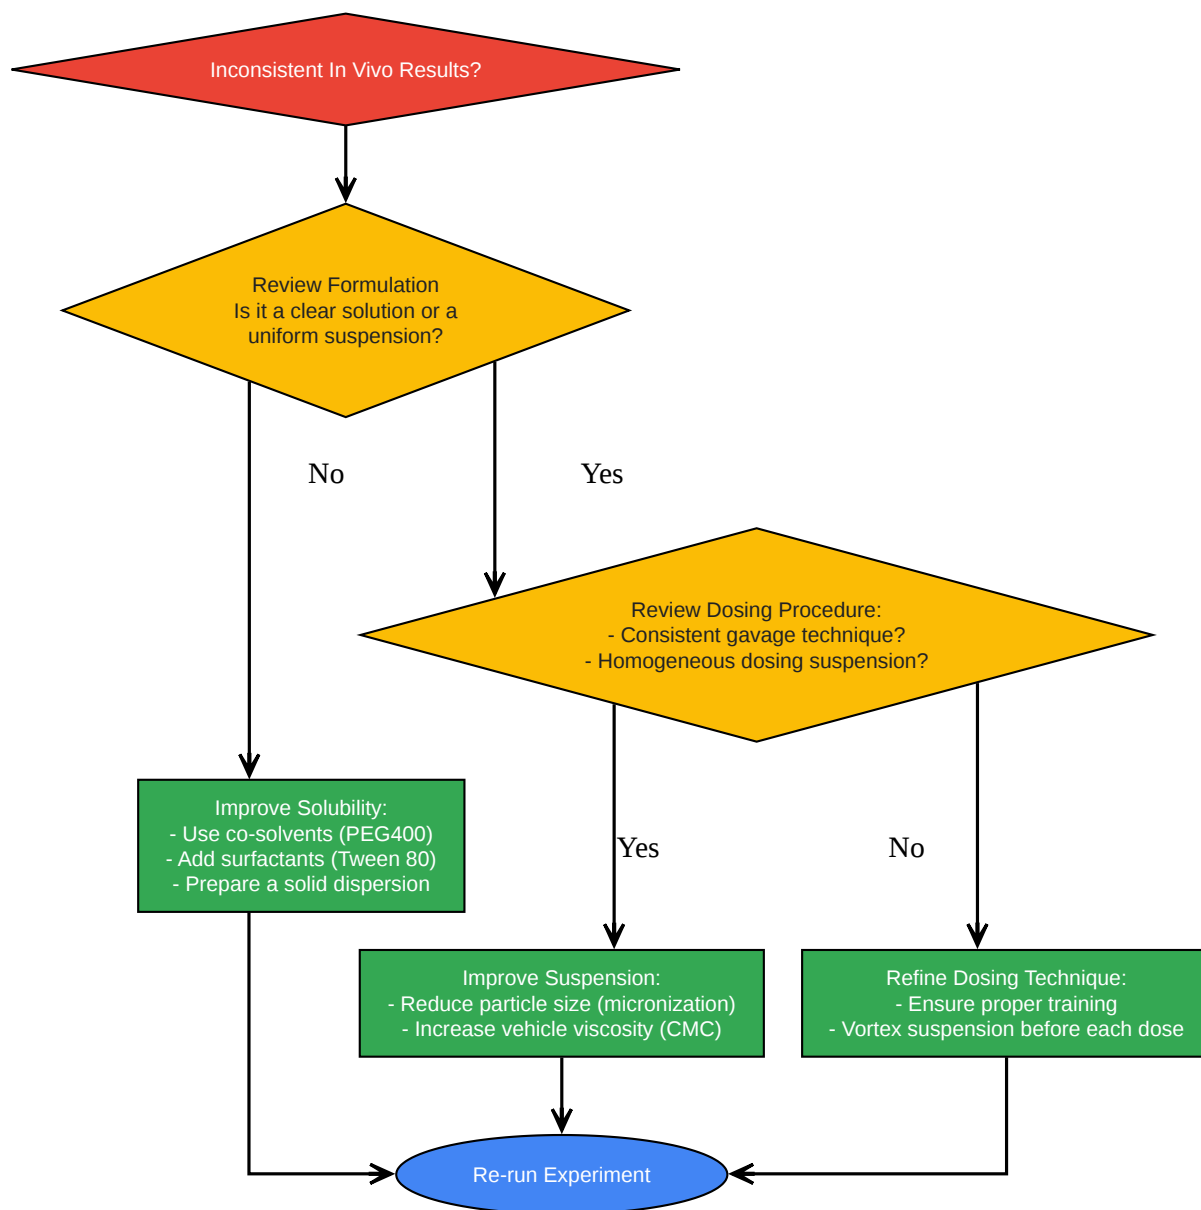 Inconsistent In Vivo Results?
Review Formulation
Is it a clear solution or a
uniform suspension?
No
Yes
Review Dosing Procedure:
- Consistent gavage technique?
- Homogeneous dosing suspension?
Improve Solubility:
- Use co-solvents (PEG400)
- Add surfactants (Tween 80)
- Prepare a solid dispersion
Yes
No
Improve Suspension:
- Reduce particle size (micronization)
- Increase vehicle viscosity (CMC)
Refine Dosing Technique:
- Ensure proper training
- Vortex suspension before each dose
Re-run Experiment